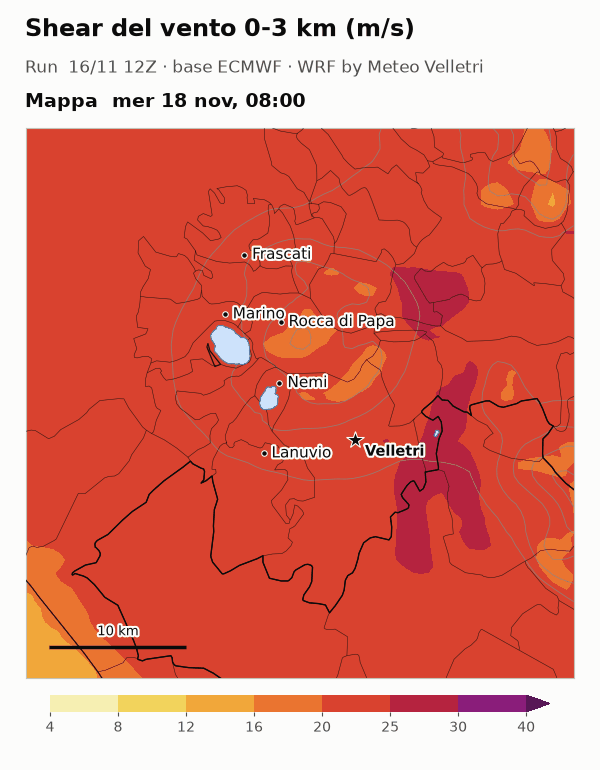 Shear del vento 0-3 km (m/s)
Run  16/11 12Z · base ECMWF · WRF by Meteo Velletri
Mappa  mer 18 nov, 08:00
Frascati
Marino
Rocca di Papa
Nemi
Velletri
Lanuvio
10 km
4 8 12 16 20 25 30 40